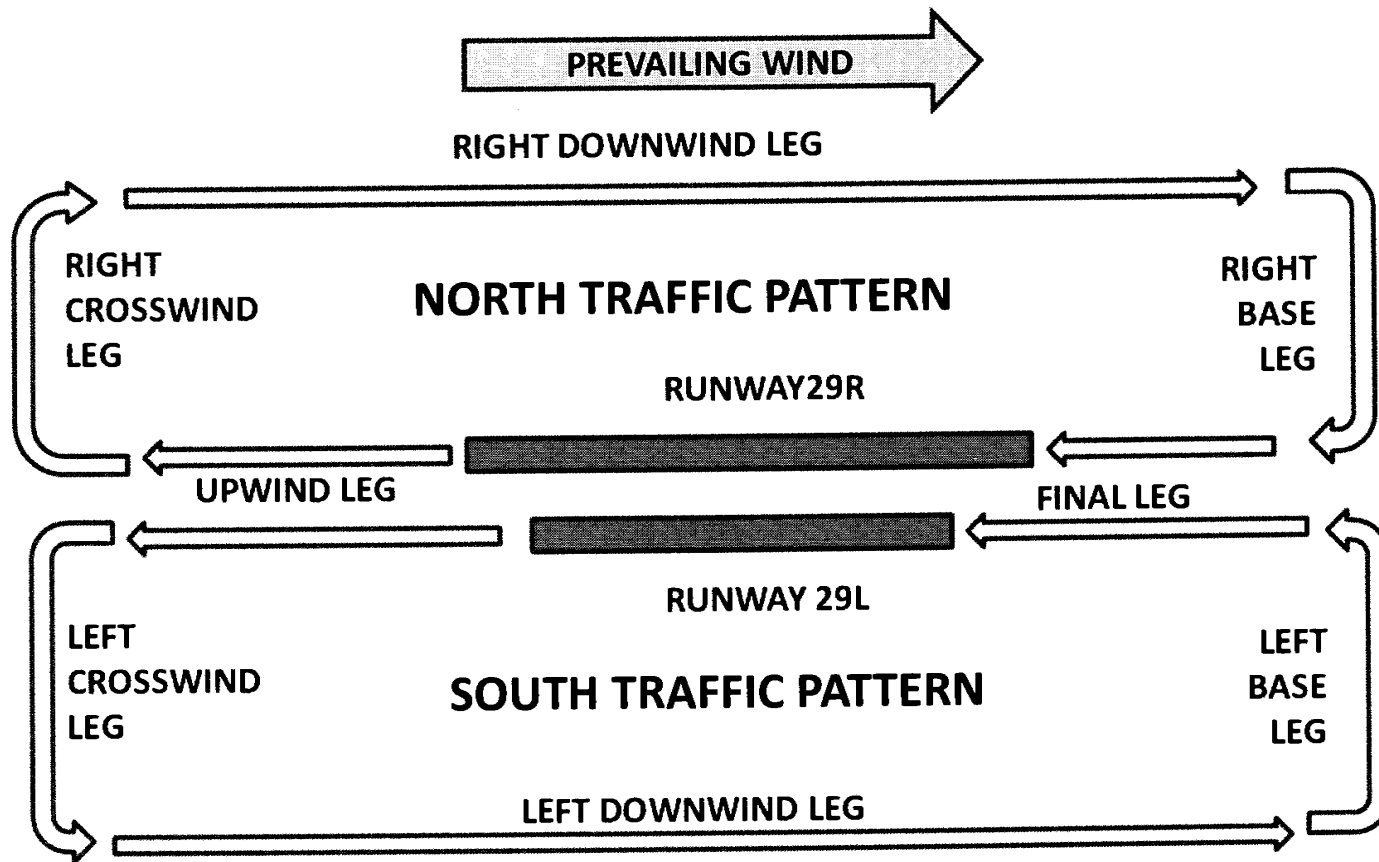 PREVAILING WIND
RIGHT DOWNWIND LEG
RIGHT
CROSSWIND
LEG
NORTH TRAFFIC PATTERN
RIGHT
BASE
LEG
RUNWAY29R
UPWIND LEG
FINAL LEG
RUNWAY 29L
LEFT
CROSSWIND
LEG
SOUTH TRAFFIC PATTERN
LEFT
BASE
LEG
LEFT DOWNWIND LEG